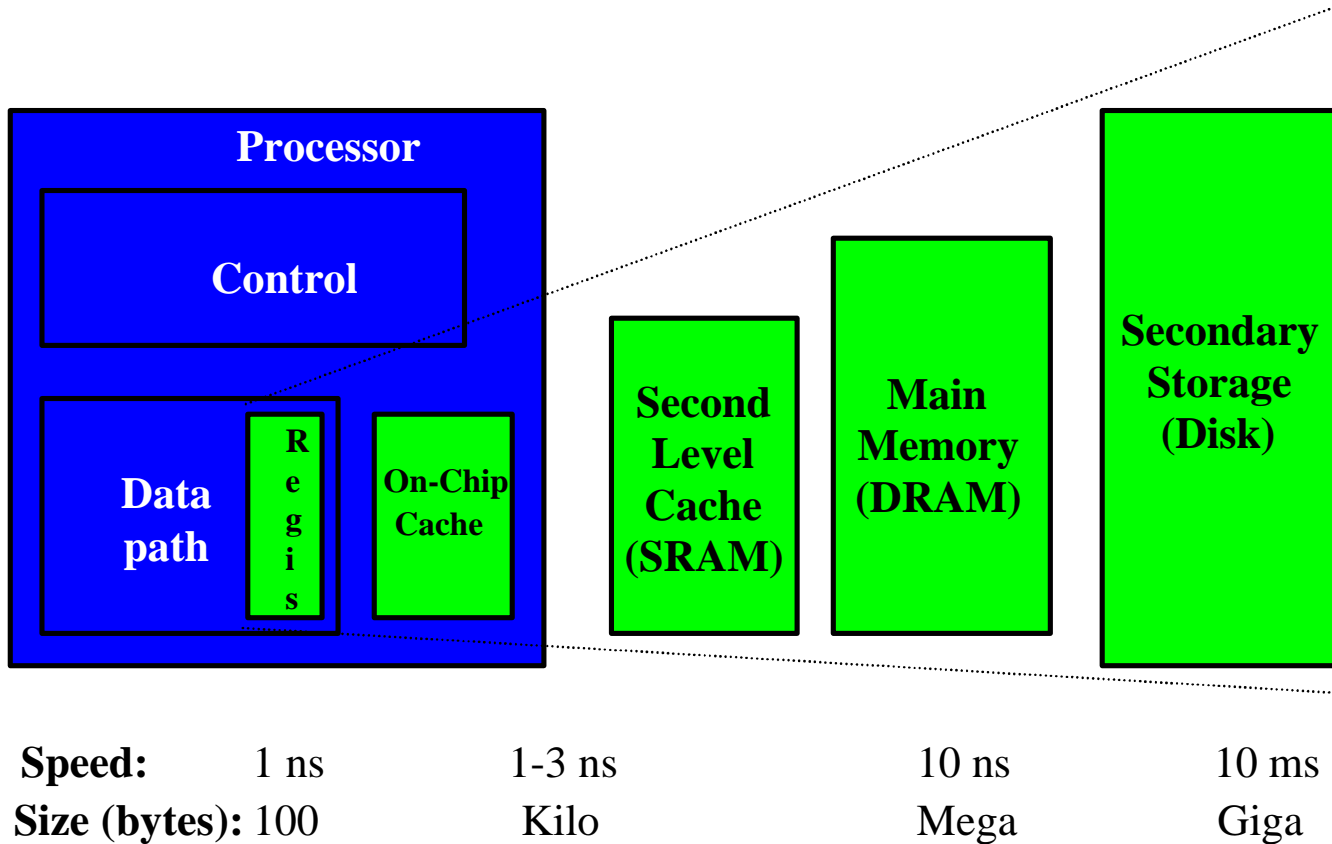 Processor
Control
Data
path
R
e
g
i
s
On-Chip
Cache
Second
Level
Cache
(SRAM)
Main
Memory
(DRAM)
Secondary
Storage
(Disk)
Speed: 1 ns 1-3 ns 10 ns 10 ms
Size (bytes): 100 Kilo Mega Giga